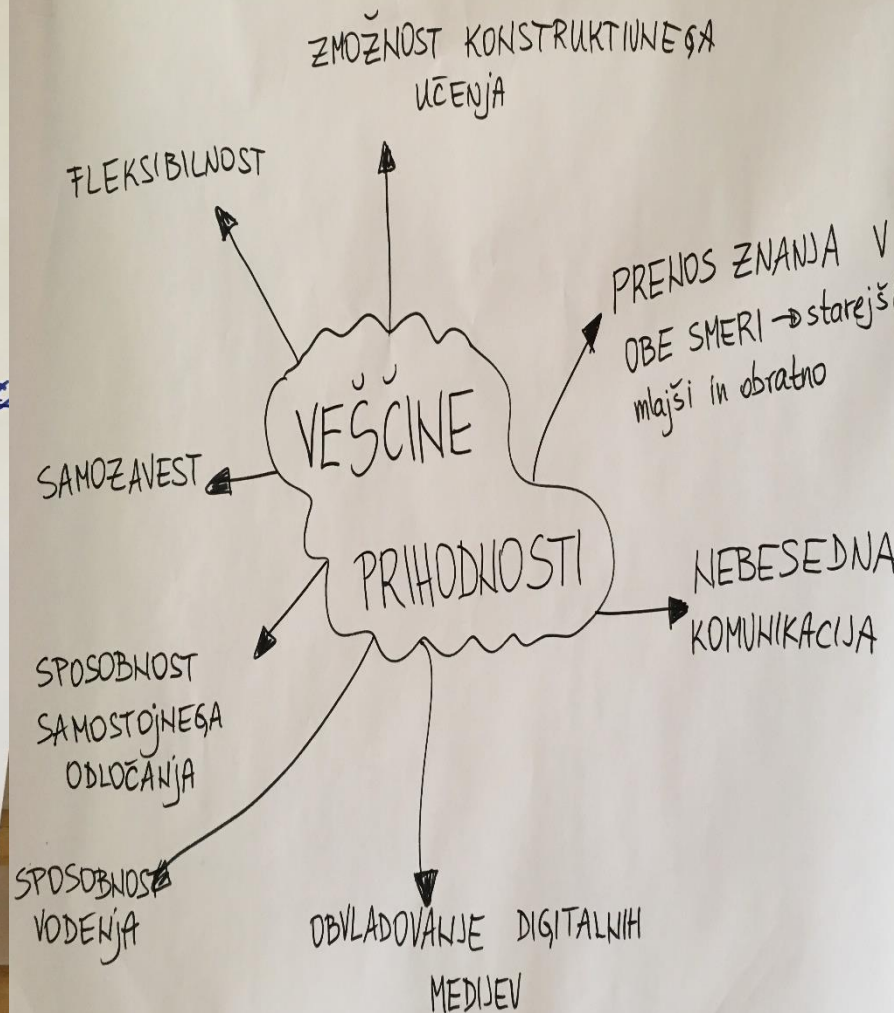 ZMOŽNOST KONSTRUKTIVNEGA
UČENJA
FLEKSIBILNOST
PRENOS ZNANJA V
OBE SMERI → starejš
mlajši in obratno
VEŠČINE
PRIHODNOSTI
SAMOZAVEST
NEBESEDNA
KOMUNIKACIJA
SPOSOBNOST
SAMOSTOJNEGA
ODLOČANJA
SPOSOBNOST
VODENJA
OBVLADOVANJE DIGITALNIH
MEDIJEV